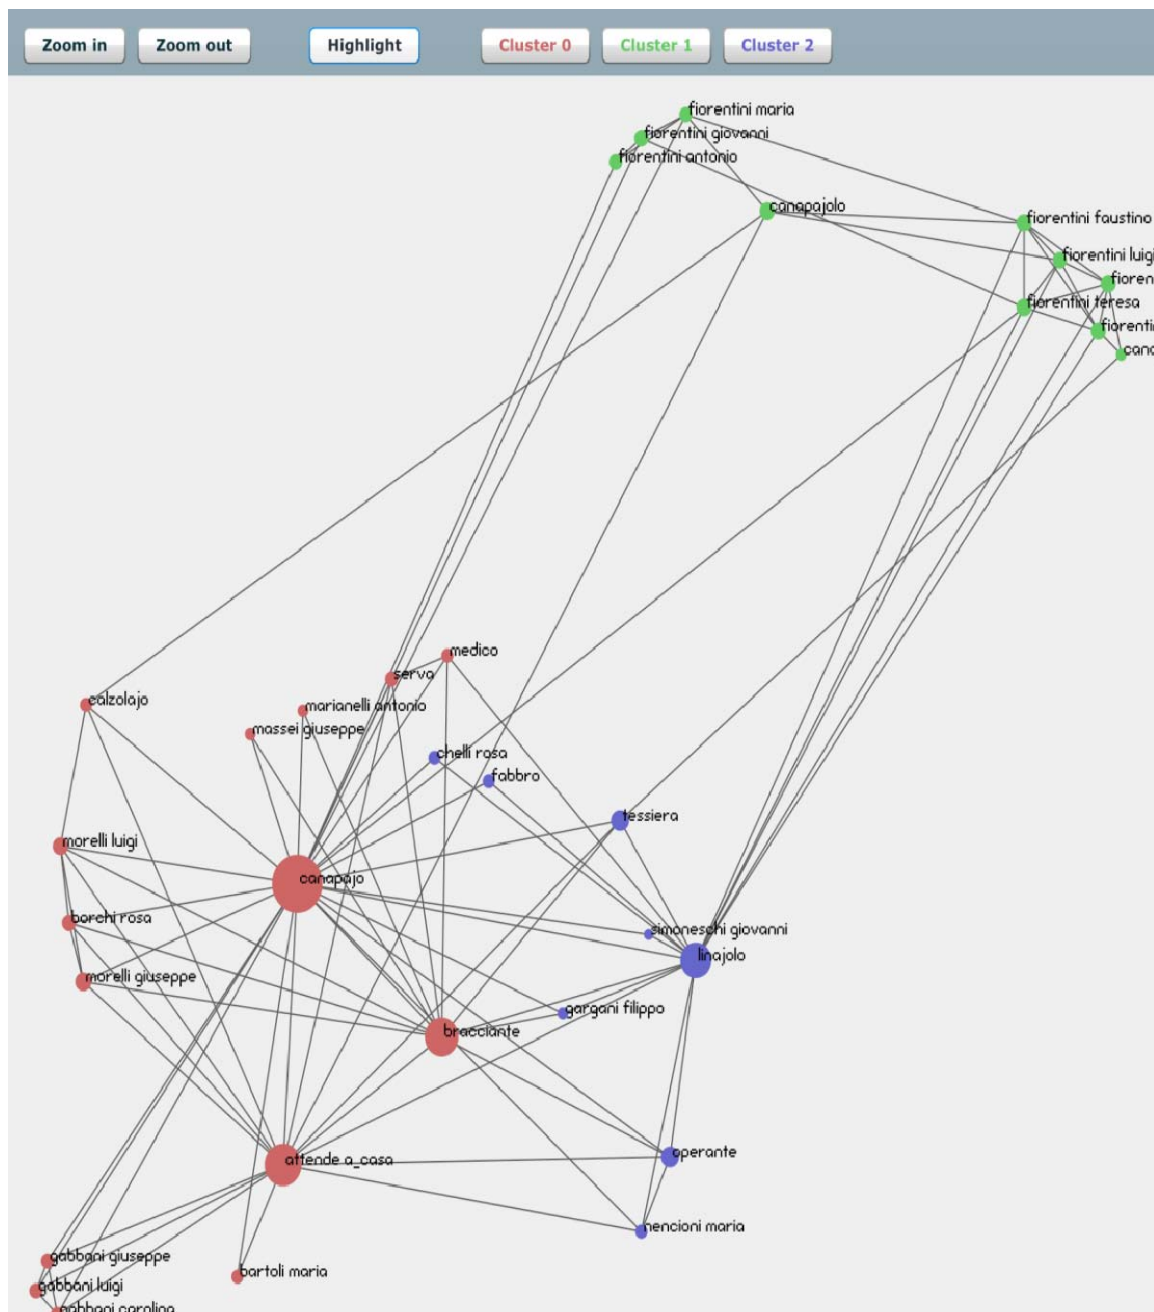 Zoom in Zoom out Highlight Cluster 0 Cluster 1 Cluster 2
fiorentini maria
fiorentini giovanni
fiorentini antonio
canapajolo
fiorentini faustino
fiorentini luigi
fiorentini teresa
medico
serva
calzolajo
marianelli antonio
massei giuseppe
chelli rosa
fabbro
tessiera
morelli luigi
canapajo
borchi rosa
simoneschi giovanni
linajolo
morelli giuseppe
gargani filippo
bracciante
operante
attende a_casa
nencioni maria
gabbani giuseppe
bartoli maria
gabbani luigi
gabbani carolina